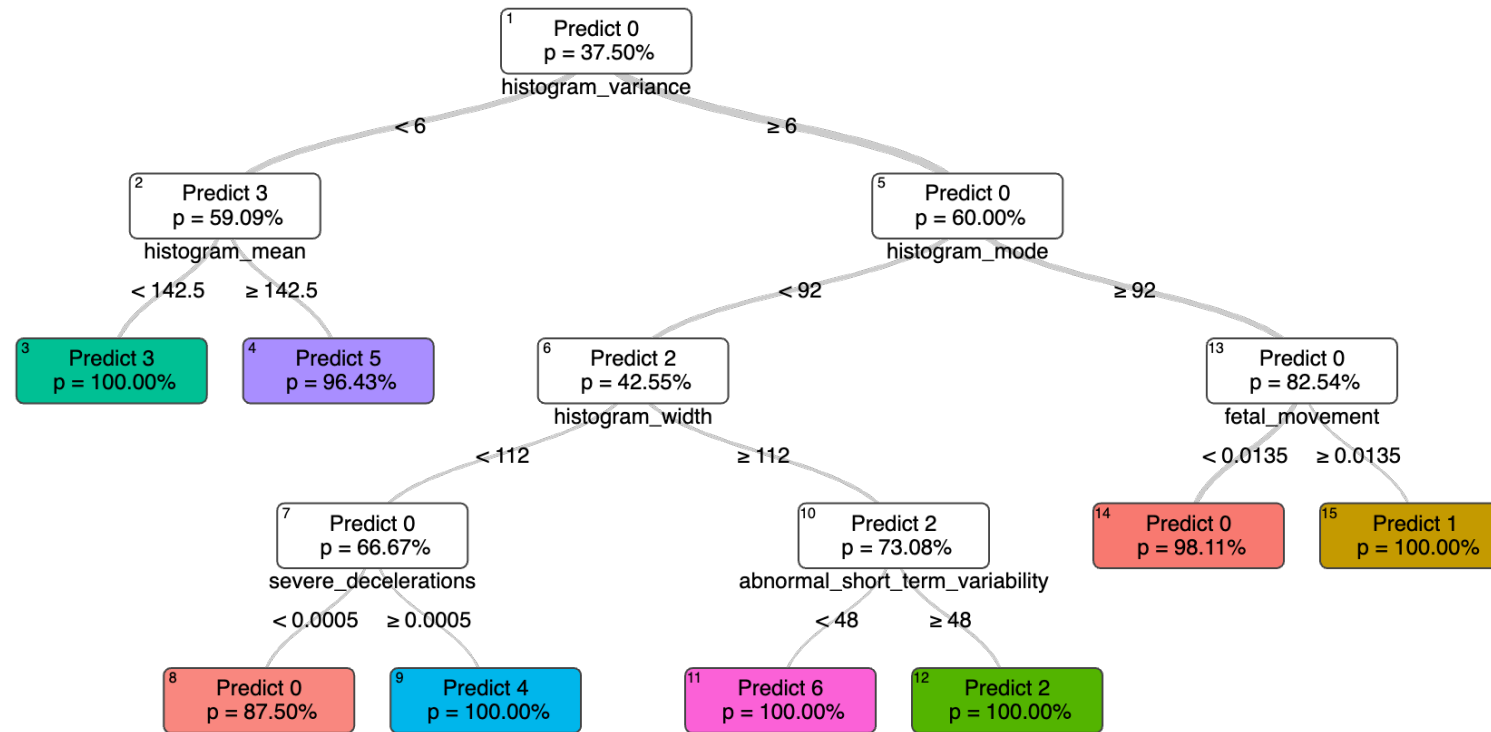 1
Predict 0
p = 37.50%
histogram_variance
< 6
≥ 6
2
Predict 3
p = 59.09%
histogram_mean
5
Predict 0
p = 60.00%
histogram_mode
< 142.5
≥ 142.5
< 92
≥ 92
3
Predict 3
p = 100.00%
4
Predict 5
p = 96.43%
6
Predict 2
p = 42.55%
histogram_width
13
Predict 0
p = 82.54%
fetal_movement
< 112
≥ 112
< 0.0135
≥ 0.0135
7
Predict 0
p = 66.67%
severe_decelerations
10
Predict 2
p = 73.08%
abnormal_short_term_variability
14
Predict 0
p = 98.11%
15
Predict 1
p = 100.00%
< 0.0005
≥ 0.0005
< 48
≥ 48
8
Predict 0
p = 87.50%
9
Predict 4
p = 100.00%
11
Predict 6
p = 100.00%
12
Predict 2
p = 100.00%